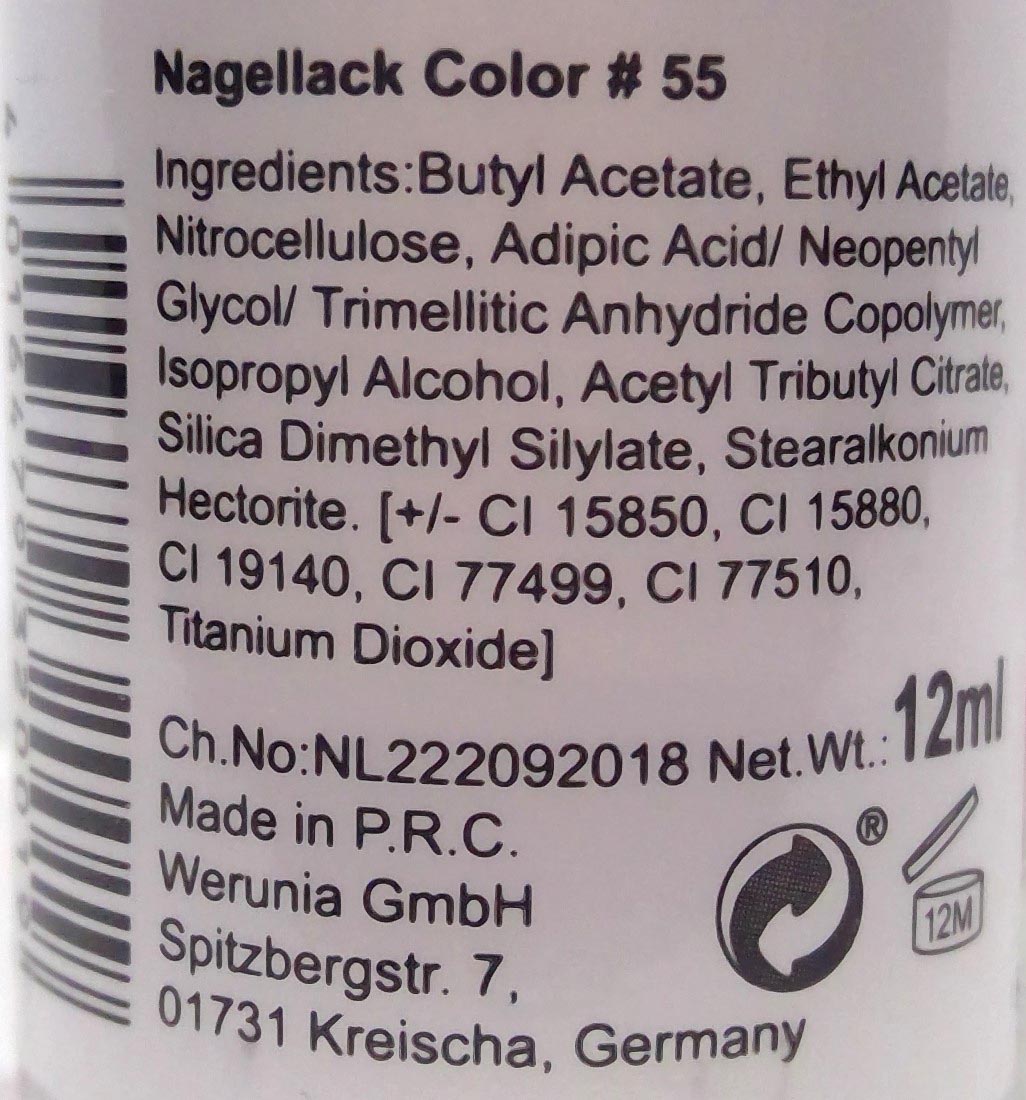 Nagellack Color # 55
Ingredients:Butyl Acetate, Ethyl Acetate,
Nitrocellulose, Adipic Acid/ Neopentyl
Glycol/ Trimellitic Anhydride Copolymer,
Isopropyl Alcohol, Acetyl Tributyl Citrate,
Silica Dimethyl Silylate, Stearalkonium
Hectorite. [+/- CI 15850, CI 15880,
CI 19140, CI 77499, CI 77510,
Titanium Dioxide]
Ch.No:NL222092018 Net.Wt.: 12ml
Made in P.R.C.
Werunia GmbH
Spitzbergstr. 7,
01731 Kreischa, Germany
®
12M